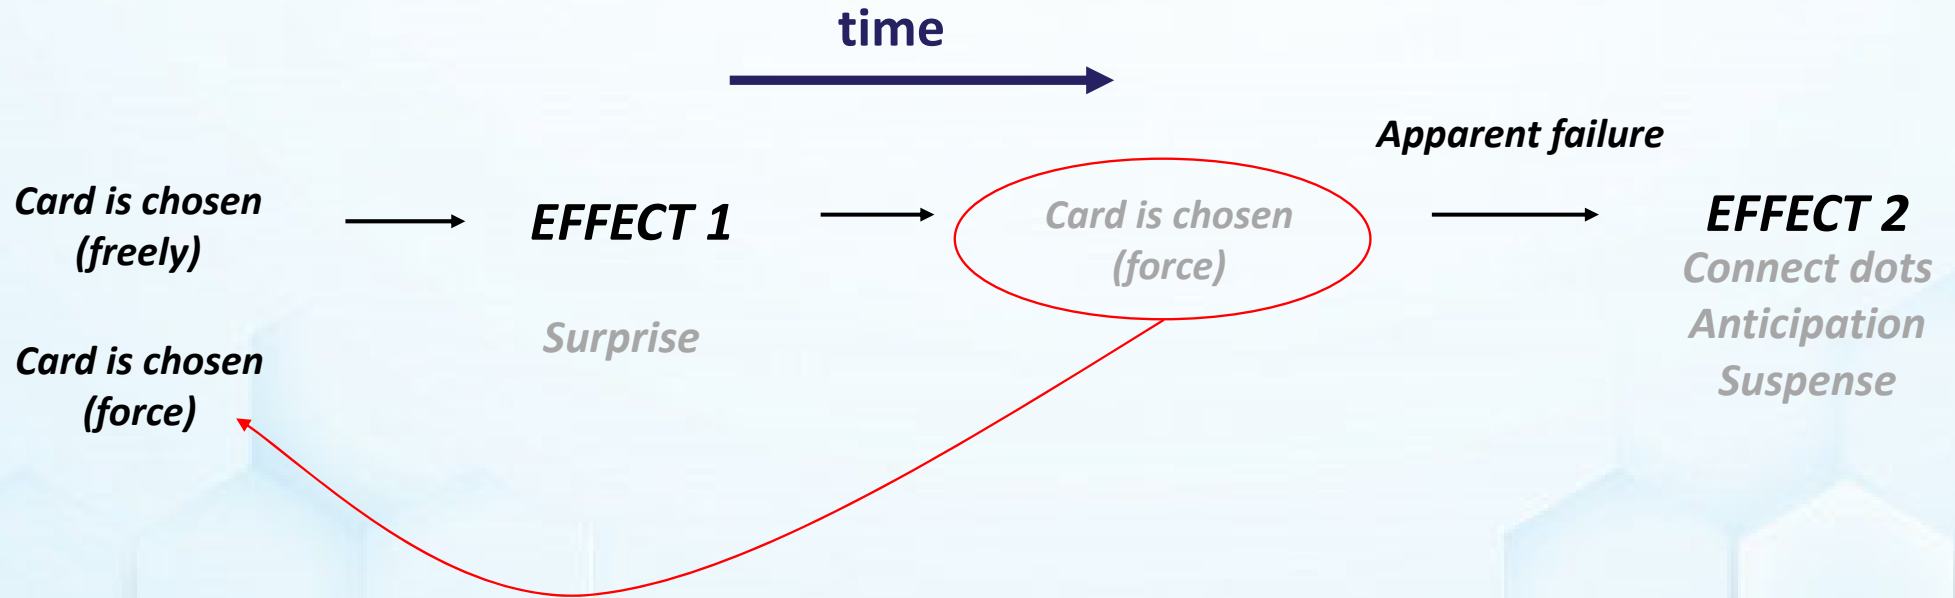 time
Apparent failure
Card is chosen
(freely)
EFFECT 1
Card is chosen
(force)
EFFECT 2
Connect dots
Anticipation
Suspense
Surprise
Card is chosen
(force)